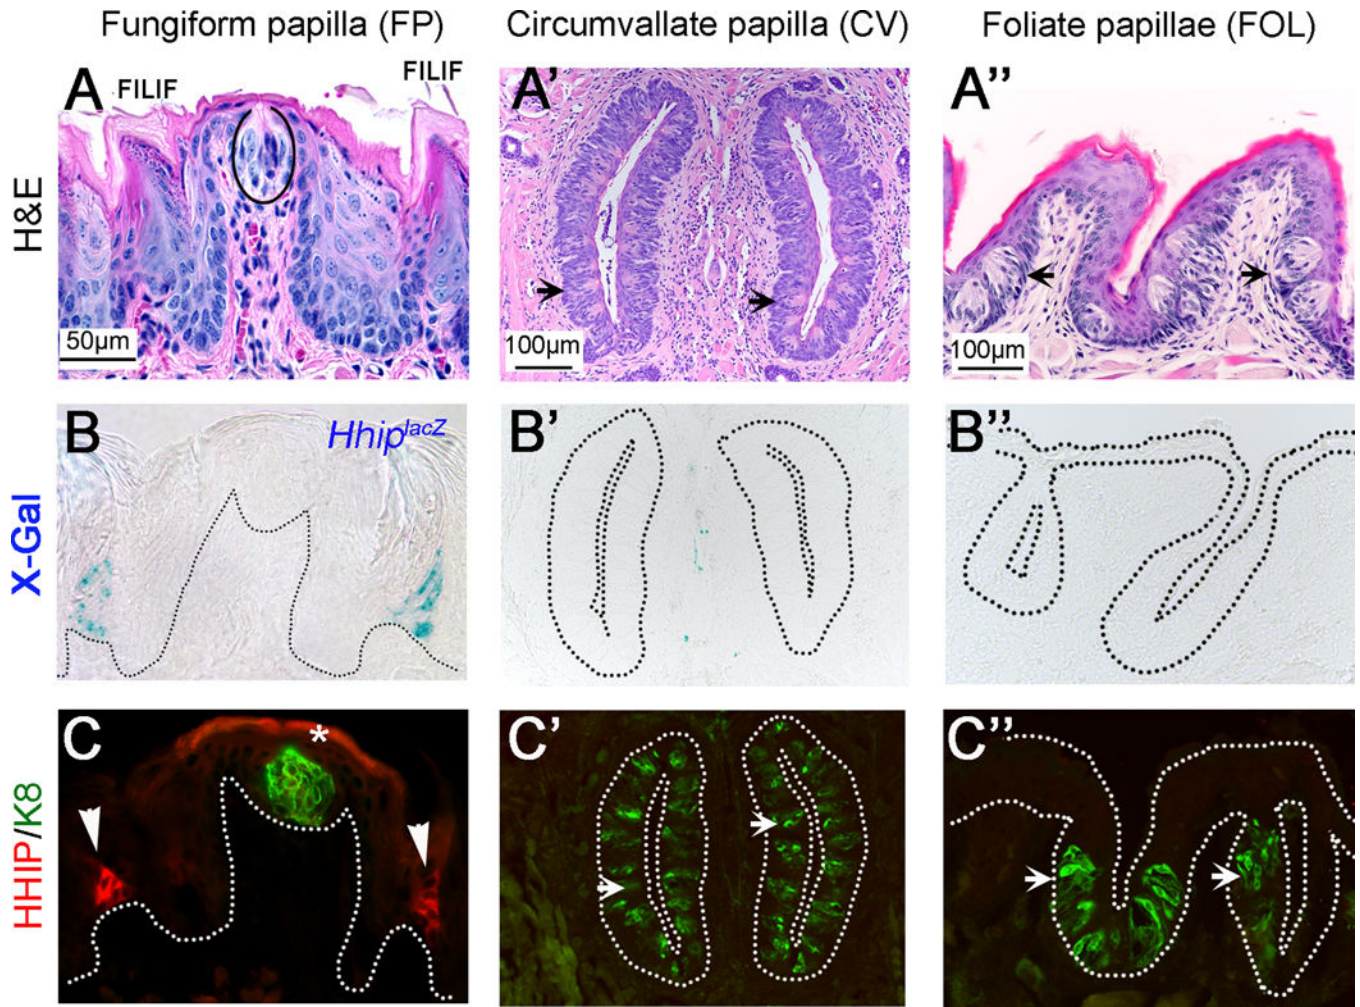 Fungiform papilla (FP) Circumvallate papilla (CV) Foliate papillae (FOL)
H&E
A FILIF FILIF A' A''
50µm 100µm 100µm
X-Gal
B Hhip^lacZ B' B''
HHIP/K8
C * C' C''